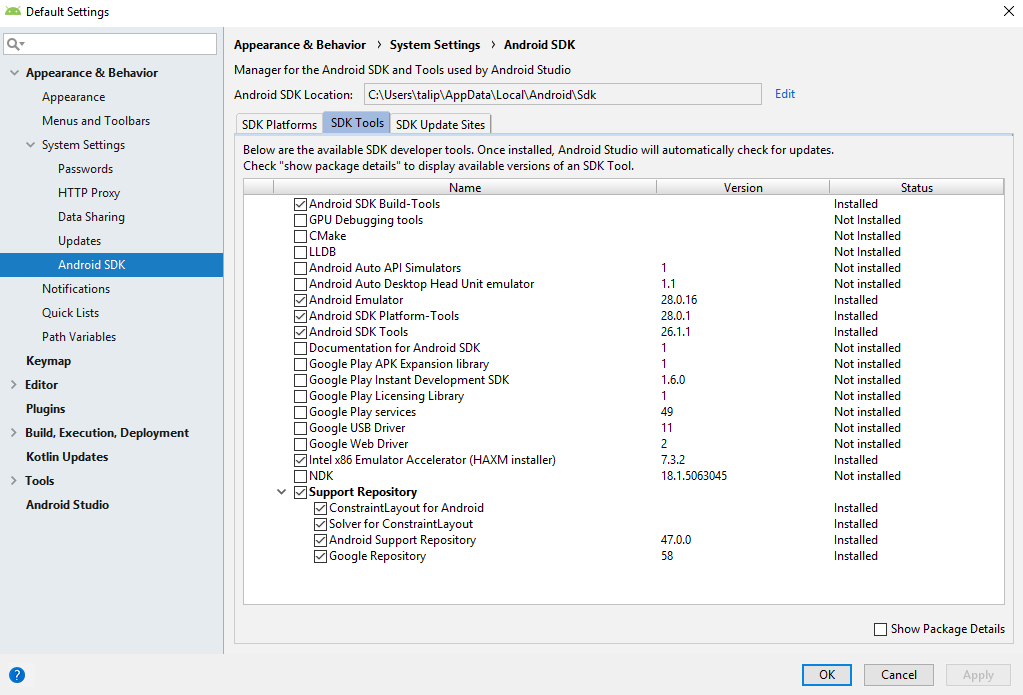 Default Settings
Appearance & Behavior
Appearance
Menus and Toolbars
System Settings
Passwords
HTTP Proxy
Data Sharing
Updates
Android SDK
Notifications
Quick Lists
Path Variables
Keymap
Editor
Plugins
Build, Execution, Deployment
Kotlin Updates
Tools
Android Studio
Appearance & Behavior › System Settings › Android SDK
Manager for the Android SDK and Tools used by Android Studio
Android SDK Location: C:\Users\talip\AppData\Local\Android\Sdk Edit
SDK Platforms SDK Tools SDK Update Sites
Below are the available SDK developer tools. Once installed, Android Studio will automatically check for updates.
Check "show package details" to display available versions of an SDK Tool.
Name Version Status
Android SDK Build-Tools Installed
GPU Debugging tools Not Installed
CMake Not Installed
LLDB Not Installed
Android Auto API Simulators 1 Not installed
Android Auto Desktop Head Unit emulator 1.1 Not installed
Android Emulator 28.0.16 Installed
Android SDK Platform-Tools 28.0.1 Installed
Android SDK Tools 26.1.1 Installed
Documentation for Android SDK 1 Not installed
Google Play APK Expansion library 1 Not installed
Google Play Instant Development SDK 1.6.0 Not installed
Google Play Licensing Library 1 Not installed
Google Play services 49 Not installed
Google USB Driver 11 Not installed
Google Web Driver 2 Not installed
Intel x86 Emulator Accelerator (HAXM installer) 7.3.2 Installed
NDK 18.1.5063045 Not installed
Support Repository
ConstraintLayout for Android Installed
Solver for ConstraintLayout Installed
Android Support Repository 47.0.0 Installed
Google Repository 58 Installed
Show Package Details
? OK Cancel Apply